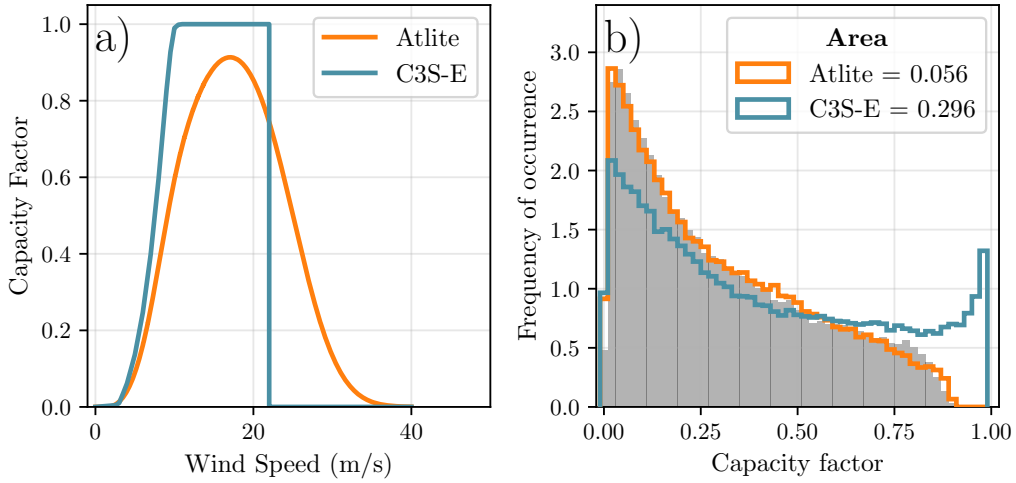 a)
Atlite
C3S-E
Capacity Factor
1.0
0.8
0.6
0.4
0.2
0.0
0
20
40
Wind Speed (m/s)
b)
Area
Atlite = 0.056
C3S-E = 0.296
Frequency of occurrence
3.0
2.5
2.0
1.5
1.0
0.5
0.0
0.00
0.25
0.50
0.75
1.00
Capacity factor